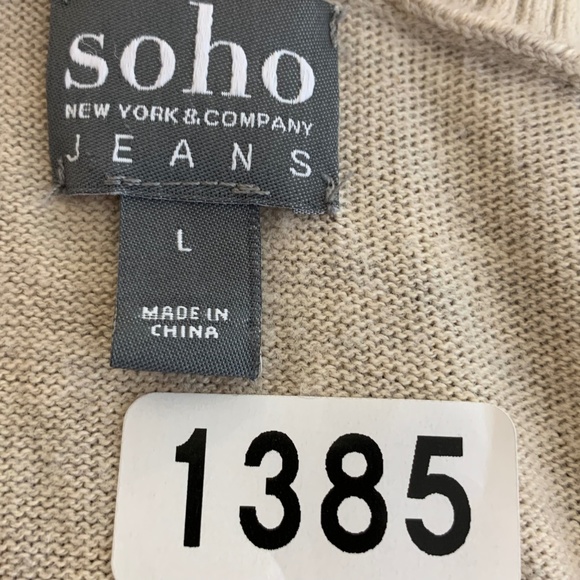 soho
NEW YORK & COMPANY
JEANS
L
MADE IN
CHINA
1385